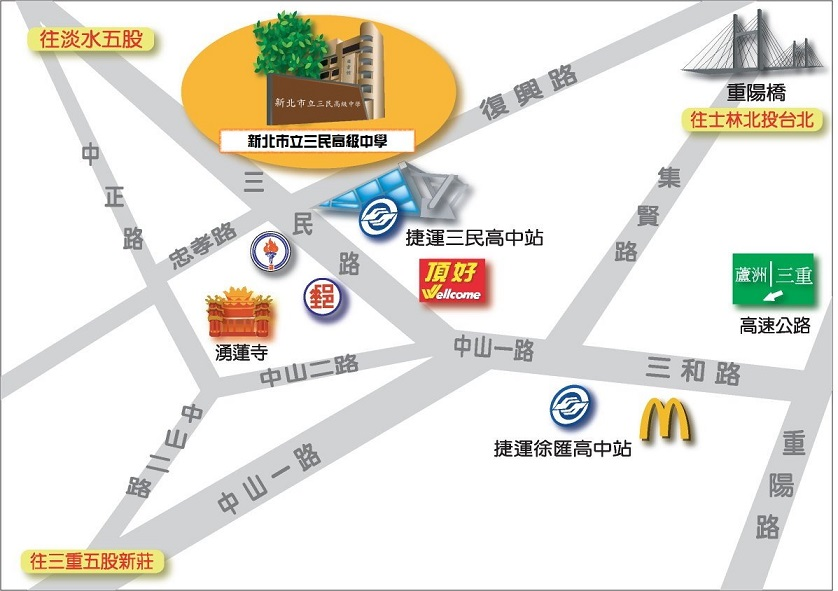 往淡水五股
新北市立三民高級中學
新北市立三民高級中學
復興路
重陽橋
往士林北投台北
中正路
三民路
集賢路
忠孝路
捷運三民高中站
郵
頂好
Wellcome
蘆洲 三重
高速公路
湧蓮寺
中山二路
中山一路
三和路
捷運徐匯高中站
中山二路
中山一路
重陽路
往三重五股新莊